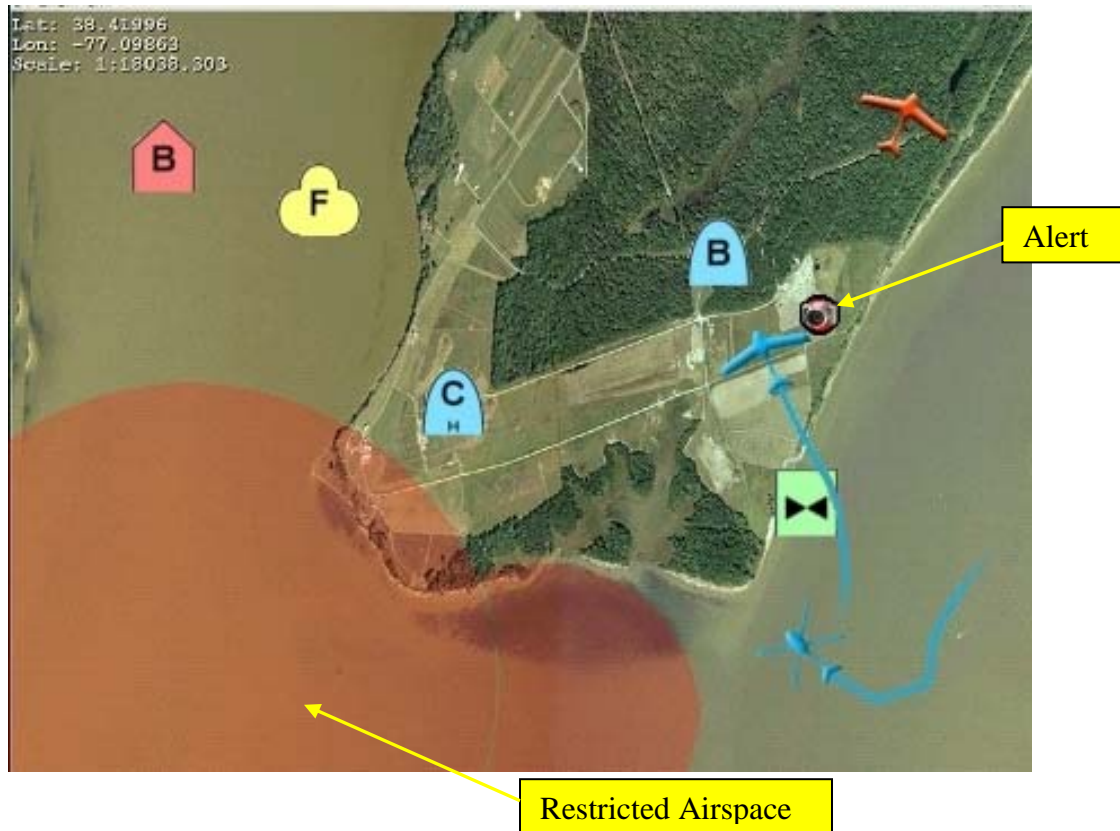 Lat: 38.41996
Lon: -77.09863
Scale: 1:18038.303
B
F
B
Alert
C
H
Restricted Airspace